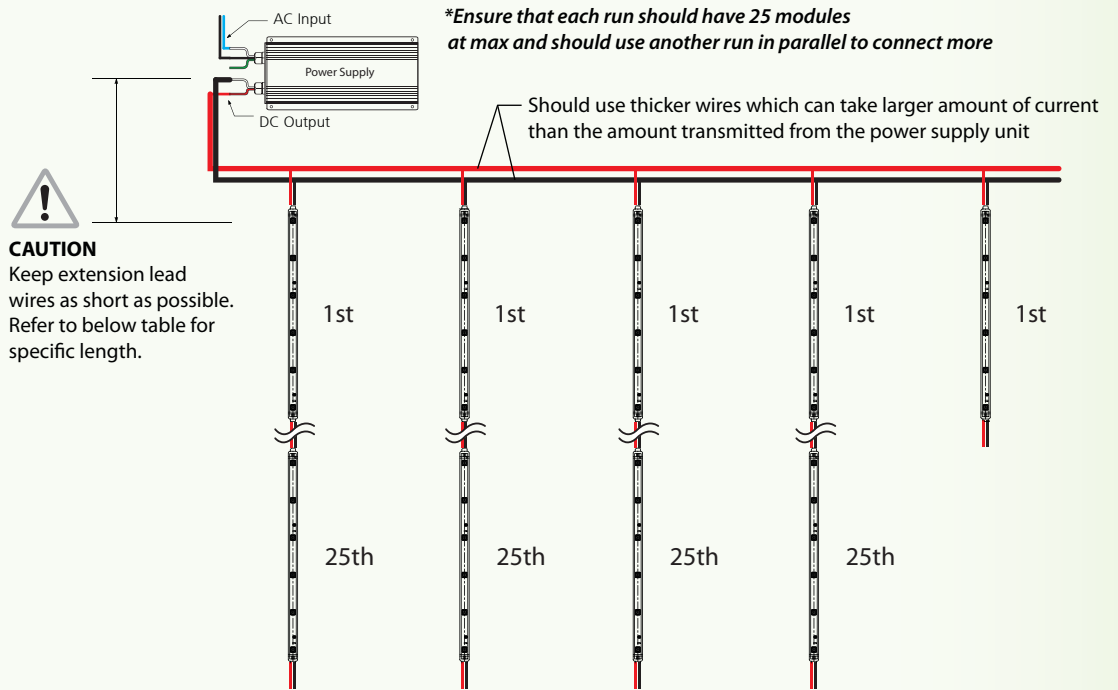 AC Input
*Ensure that each run should have 25 modules
at max and should use another run in parallel to connect more
Power Supply
DC Output
Should use thicker wires which can take larger amount of current
than the amount transmitted from the power supply unit
CAUTION
Keep extension lead
wires as short as possible.
Refer to below table for
specific length.
1st
1st
1st
1st
1st
25th
25th
25th
25th